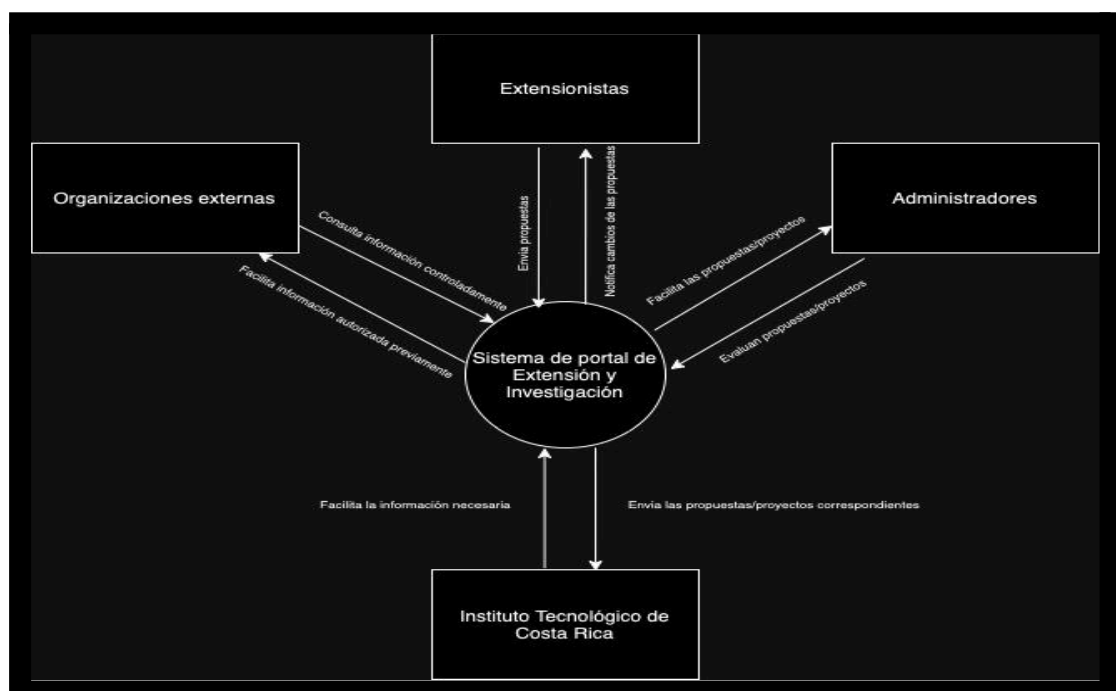 Extensionistas
Organizaciones externas
Administradores
Consulta información controladamente
Facilita información autorizada previamente
Envia propuestas
Notifica cambios de las propuestas
Facilita las propuestas/proyectos
Evaluan propuestas/proyectos
Sistema de portal de
Extensión y
Investigación
Facilita la información necesaria
Envia las propuestas/proyectos correspondientes
Instituto Tecnológico de
Costa Rica